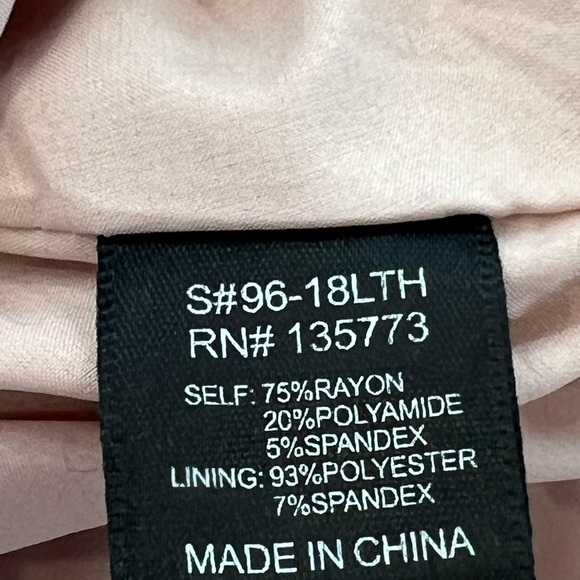 S#96-18LTH
RN# 135773
SELF: 75%RAYON
20%POLYAMIDE
5%SPANDEX
LINING: 93%POLYESTER
7%SPANDEX
MADE IN CHINA